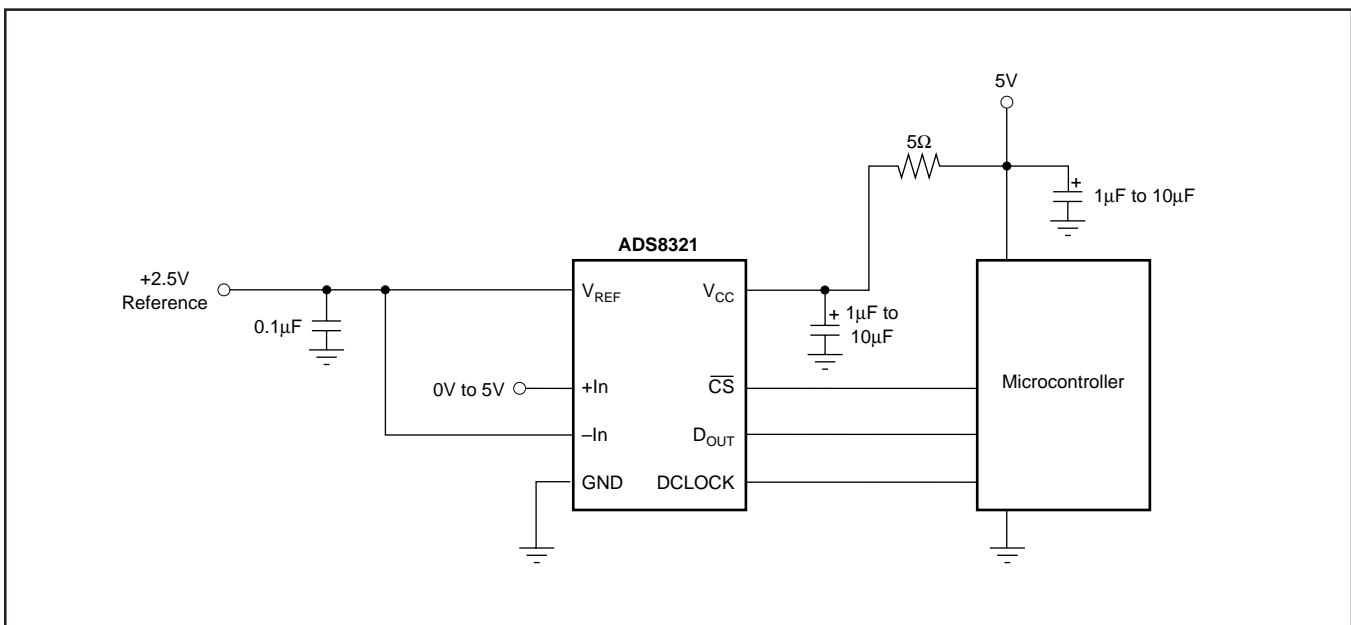 5V
5Ω
+
1μF to 10μF
ADS8321
+2.5V
Reference
V_REF
V_CC
0.1μF
+ 1μF to
10μF
0V to 5V
+In
C̅S̅
Microcontroller
–In
D_OUT
GND
DCLOCK